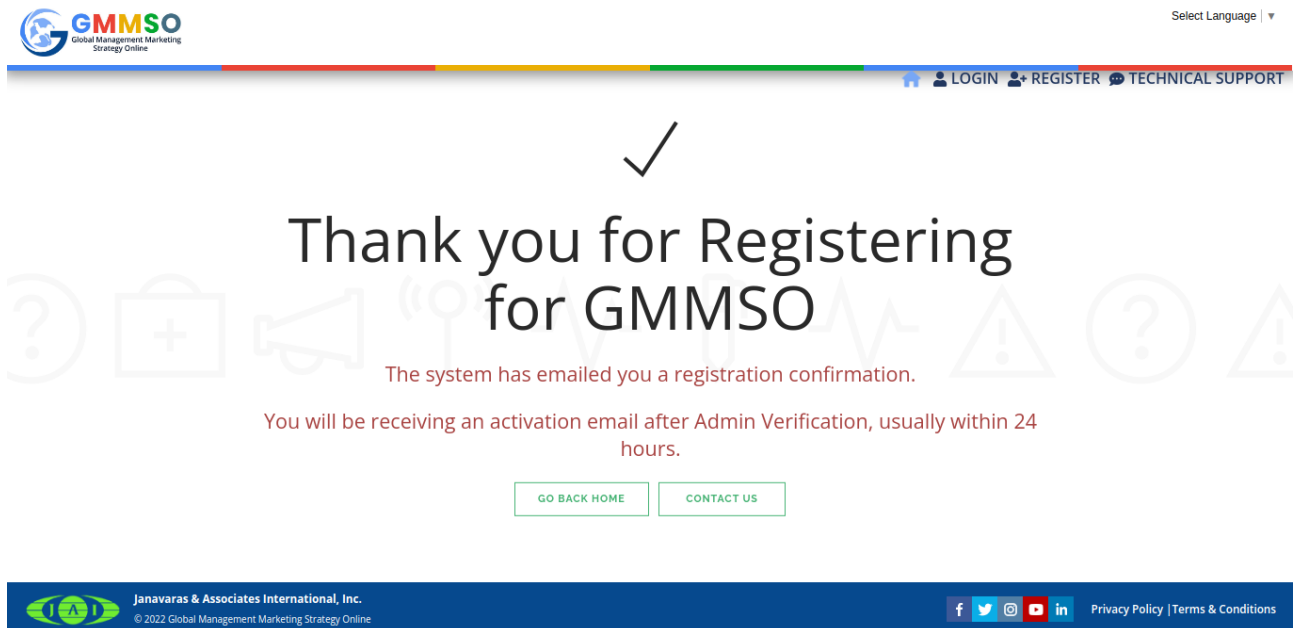 GMMSO
Global Management Marketing
Strategy Online
Select Language ▼
LOGIN REGISTER TECHNICAL SUPPORT
Thank you for Registering
for GMMSO
The system has emailed you a registration confirmation.
You will be receiving an activation email after Admin Verification, usually within 24
hours.
GO BACK HOME CONTACT US
JAI
Janavaras & Associates International, Inc.
© 2022 Global Management Marketing Strategy Online
Privacy Policy |Terms & Conditions